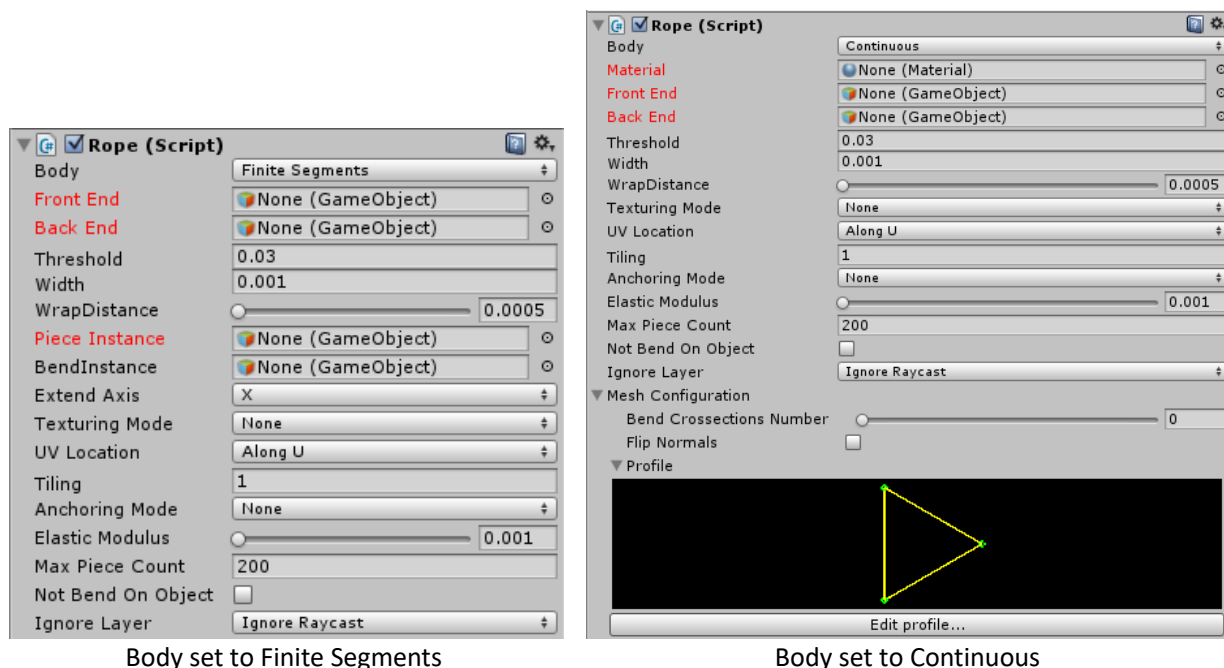 Rope (Script)
Body Finite Segments
Front End None (GameObject)
Back End None (GameObject)
Threshold 0.03
Width 0.001
WrapDistance 0.0005
Piece Instance None (GameObject)
BendInstance None (GameObject)
Extend Axis X
Texturing Mode None
UV Location Along U
Tiling 1
Anchoring Mode None
Elastic Modulus 0.001
Max Piece Count 200
Not Bend On Object
Ignore Layer Ignore Raycast
Body set to Finite Segments
Rope (Script)
Body Continuous
Material None (Material)
Front End None (GameObject)
Back End None (GameObject)
Threshold 0.03
Width 0.001
WrapDistance 0.0005
Texturing Mode None
UV Location Along U
Tiling 1
Anchoring Mode None
Elastic Modulus 0.001
Max Piece Count 200
Not Bend On Object
Ignore Layer Ignore Raycast
Mesh Configuration
Bend Crossections Number 0
Flip Normals
Profile
Edit profile...
Body set to Continuous